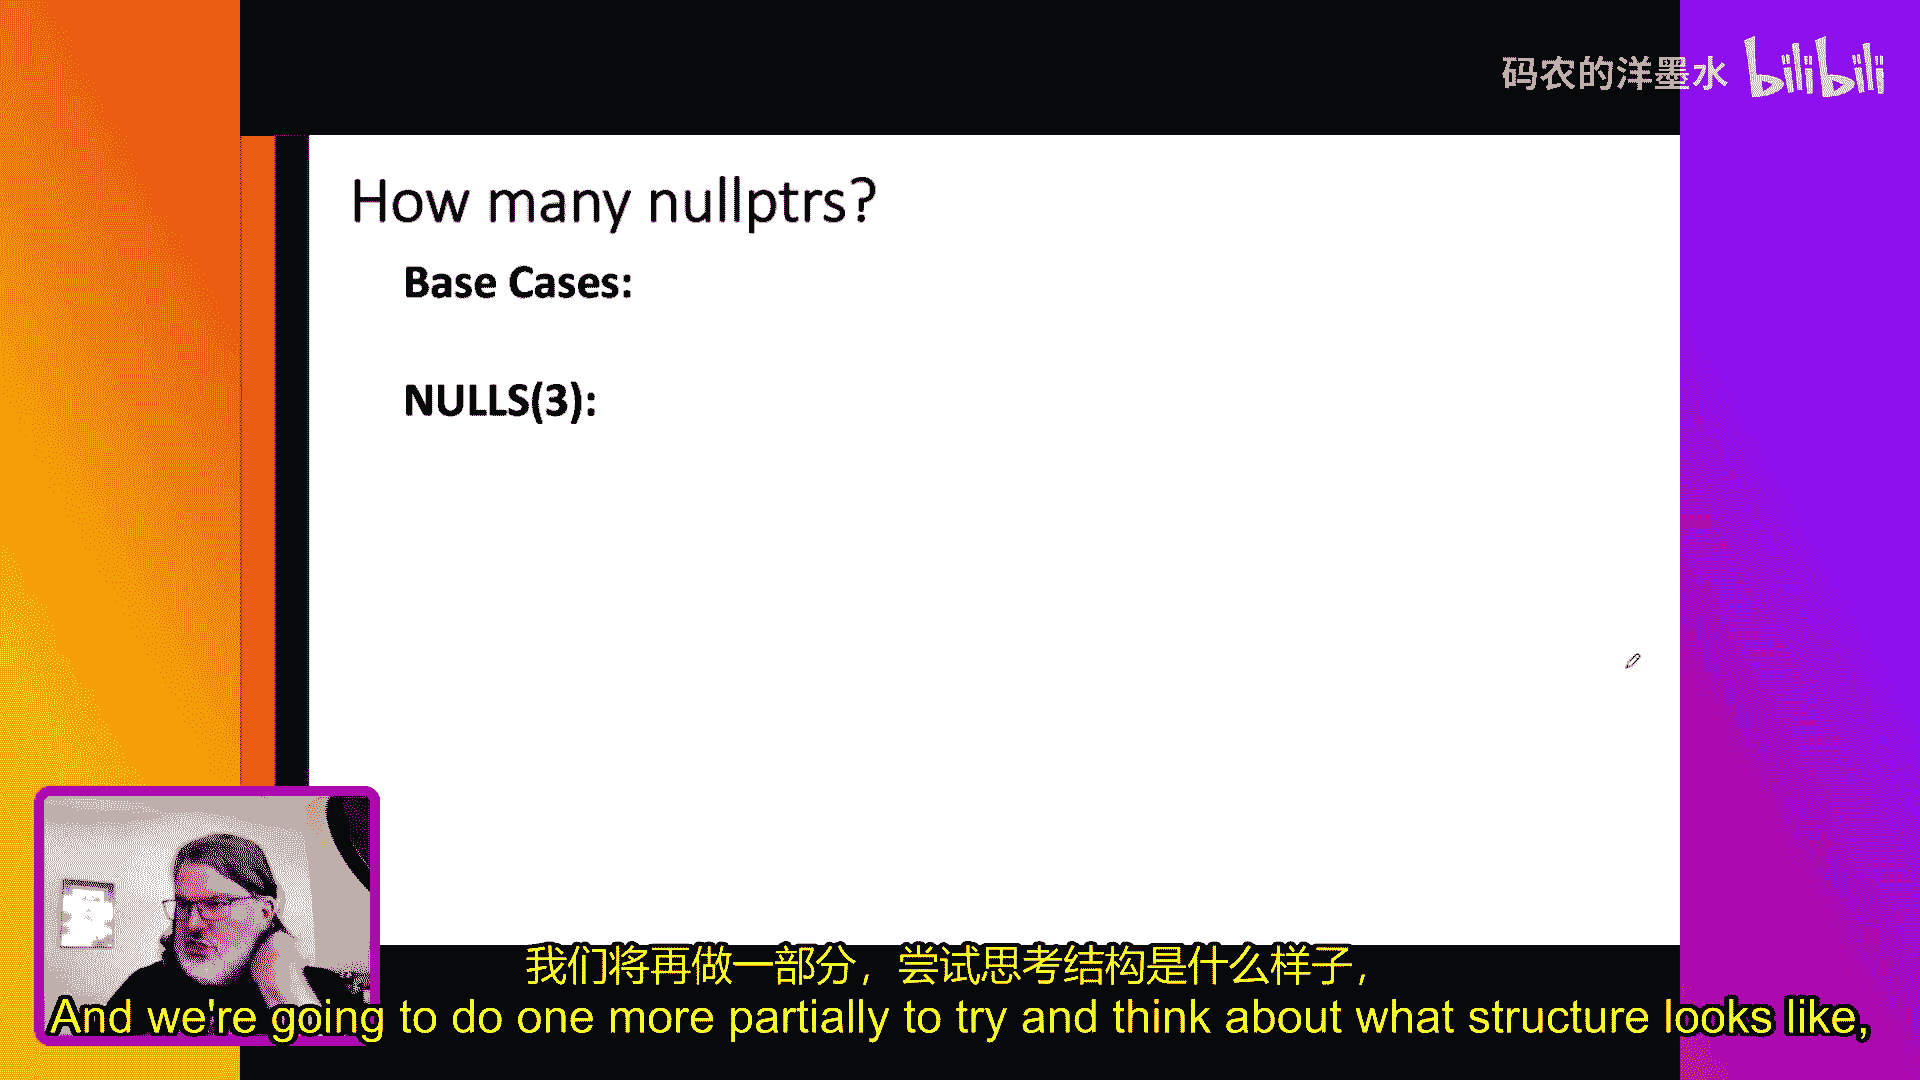 码农的洋墨水 bilibili
How many nullptrs?
Base Cases:
NULLS(3):
我们将再做一部分，尝试思考结构是什么样子，
And we're going to do one more partially to try and think about what structure looks like,